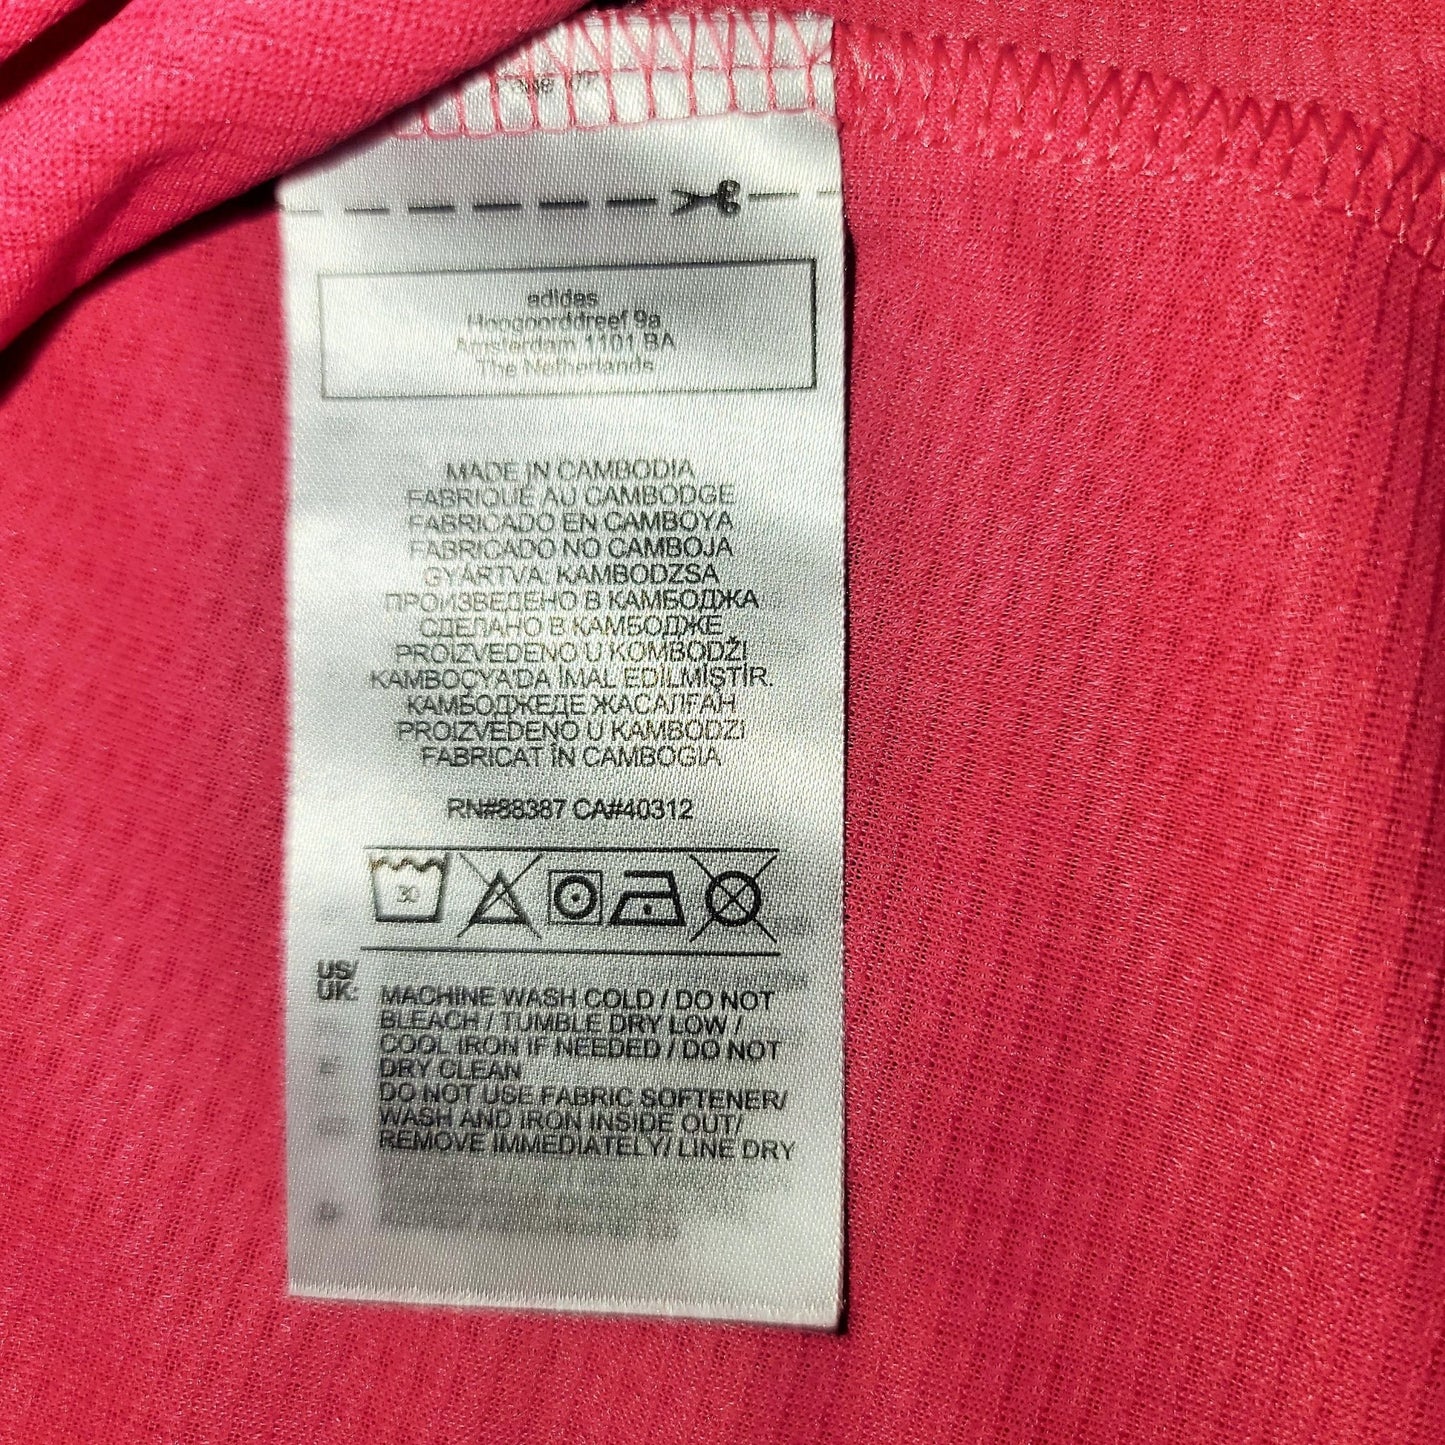 adidas
Hoogoorddreef 9a
Amsterdam 1101 BA
The Netherlands
MADE IN CAMBODIA
FABRIQUÉ AU CAMBODGE
FABRICADO EN CAMBOYA
FABRICADO NO CAMBOJA
GYÁRTVA: KAMBODZSA
ПРОИЗВЕДЕНО В КАМБОДЖА
СДЕЛАНО В КАМБОДЖЕ
PROIZVEDENO U KOMBODŽI
KAMBOÇYA'DA İMAL EDİLMİŞTİR.
КАМБОДЖЕДЕ ЖАСАЛҒАН
PROIZVEDENO U KAMBODZI
FABRICAT ÎN CAMBOGIA
RN#88387 CA#40312
30
US/
UK:
MACHINE WASH COLD / DO NOT
BLEACH / TUMBLE DRY LOW /
COOL IRON IF NEEDED / DO NOT
DRY CLEAN
DO NOT USE FABRIC SOFTENER/
WASH AND IRON INSIDE OUT/
REMOVE IMMEDIATELY/ LINE DRY